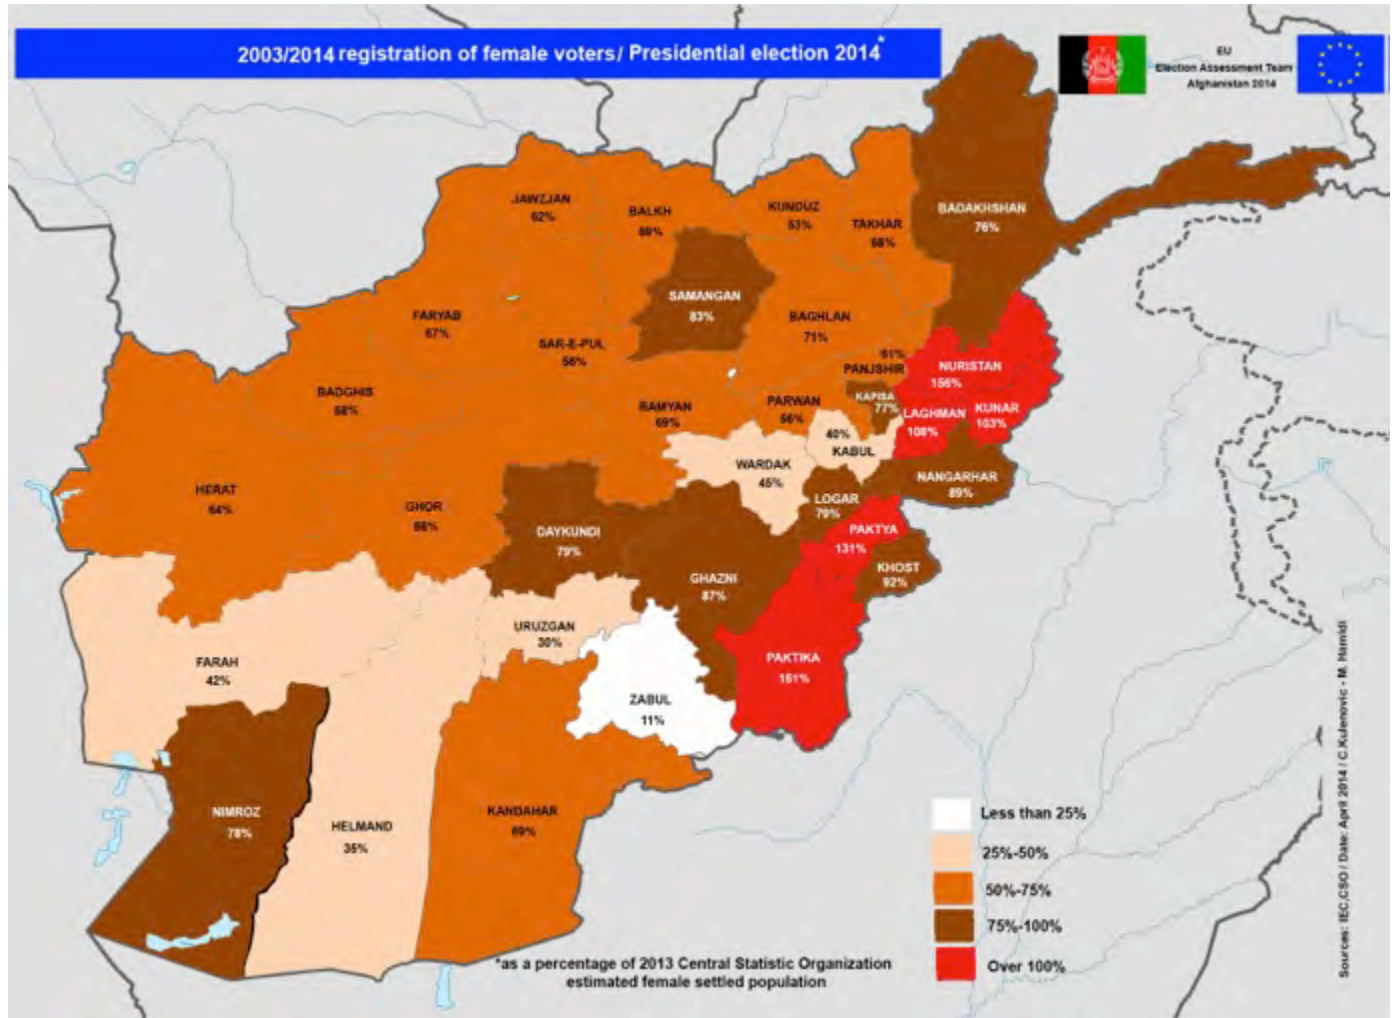 2003/2014 registration of female voters/ Presidential election 2014*
EU
Election Assessment Team
Afghanistan 2014
JAWZJAN
62%
BALKH
KUNDUZ
53%
TAKHAR
68%
BADAKHSHAN
76%
SAMANGAN
83%
FARYAB
67%
SAR-E-PUL
56%
BAGHLAN
71%
61%
PANJSHIR
NURISTAN
156%
BADGHIS
KAPISA
77%
BAMYAN
69%
PARWAN
56%
LAGHMAN
108%
KUNAR
103%
40%
KABUL
WARDAK
45%
NANGARHAR
89%
HERAT
64%
GHOR
LOGAR
79%
DAYKUNDI
79%
PAKTYA
131%
KHOST
92%
GHAZNI
87%
URUZGAN
30%
FARAH
42%
PAKTIKA
161%
ZABUL
11%
NIMROZ
78%
HELMAND
35%
KANDAHAR
69%
Less than 25%
25%-50%
50%-75%
75%-100%
Over 100%
*as a percentage of 2013 Central Statistic Organization
estimated female settled population
Sources: IEC,CSO / Date: April 2014 / C.Kulenovic - M. Hamidi